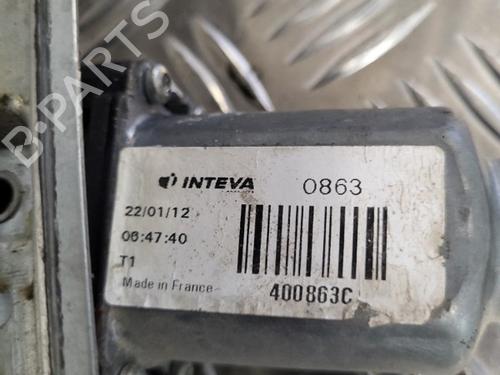 B-PARTS
INTEVA 0863
22/01/12
06:47:40
T1
Made in France
400863C